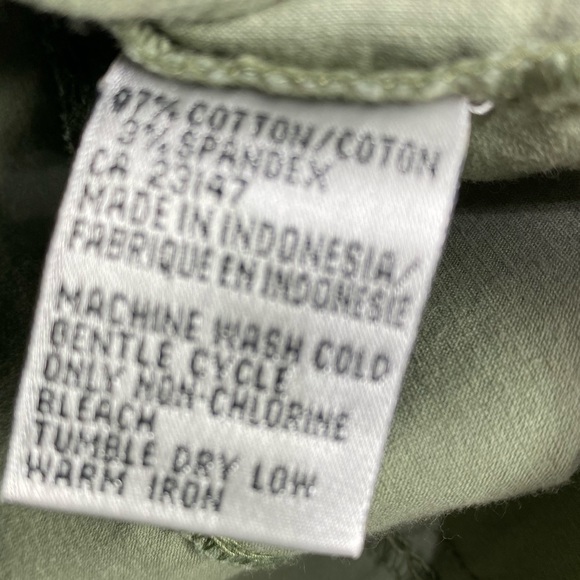 97% COTTON/COTON
3% SPANDEX
CA 23147
MADE IN INDONESIA/
FABRIQUE EN INDONESIE
MACHINE WASH COLD
GENTLE CYCLE
ONLY NON-CHLORINE
BLEACH
TUMBLE DRY LOW
WARM IRON